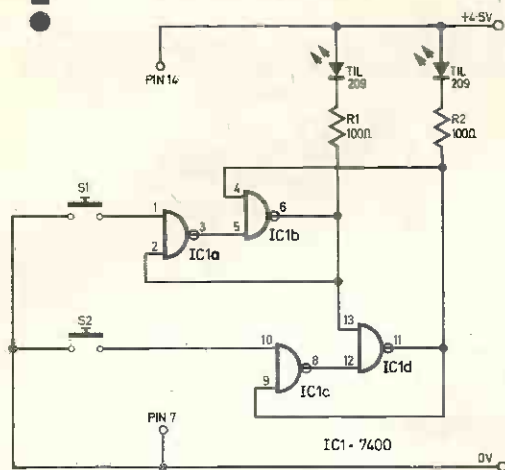 +4·5V
PIN 14
TIL
209
TIL
209
R1
100Ω
R2
100Ω
S1
1
2
3
IC1a
4
5
6
IC1b
S2
10
9
8
IC1c
13
12
11
IC1d
PIN 7
IC1 - 7400
0V